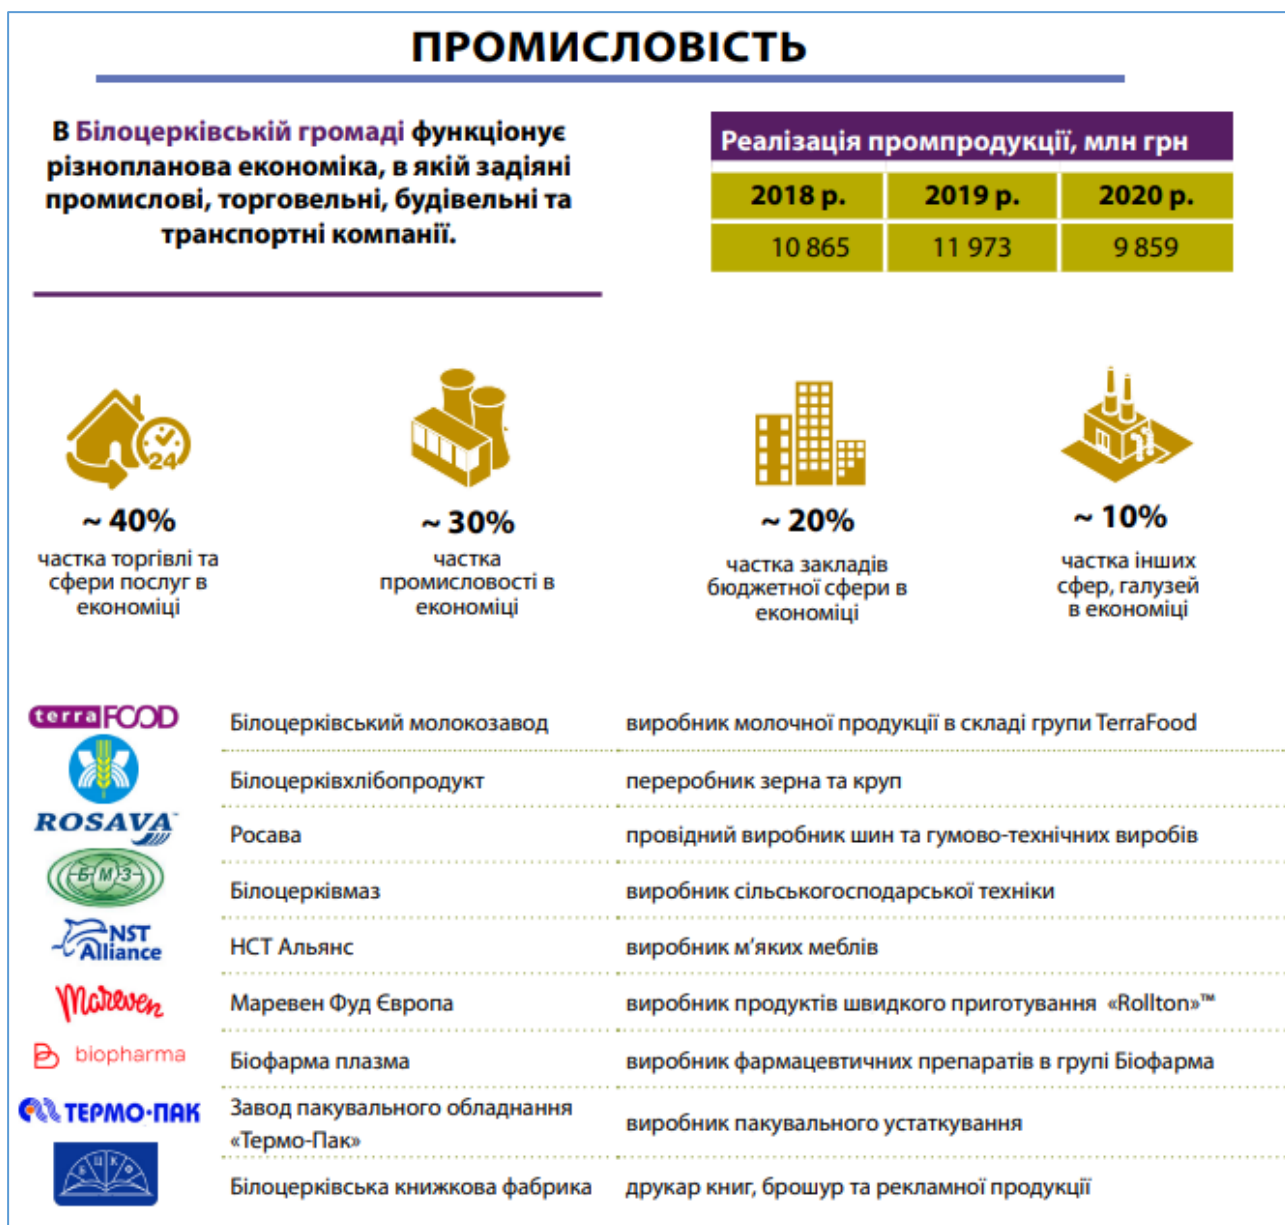 ПРОМИСЛОВІСТЬ
В Білоцерківській громаді функціонує
різнопланова економіка, в якій задіяні
промислові, торговельні, будівельні та
транспортні компанії.
Реалізація промпродукції, млн грн
2018 р. 2019 р. 2020 р.
10 865 11 973 9 859
24
~ 40%
частка торгівлі та
сфери послуг в
економіці
~ 30%
частка
промисловості в
економіці
~ 20%
частка закладів
бюджетної сфери в
економіці
~ 10%
частка інших
сфер, галузей
в економіці
terra FOOD
Білоцерківський молокозавод виробник молочної продукції в складі групи TerraFood
Білоцерківхлібопродукт переробник зерна та круп
ROSAVA™
Росава провідний виробник шин та гумово-технічних виробів
БМЗ
Білоцерківмаз виробник сільськогосподарської техніки
NST
Alliance
НСТ Альянс виробник м’яких меблів
Mareven
Маревен Фуд Європа виробник продуктів швидкого приготування «Rollton»™
biopharma
Біофарма плазма виробник фармацевтичних препаратів в групі Біофарма
ТЕРМО·ПАК
Завод пакувального обладнання
«Термо-Пак» виробник пакувального устаткування
БЦКФ
Білоцерківська книжкова фабрика друкар книг, брошур та рекламної продукції